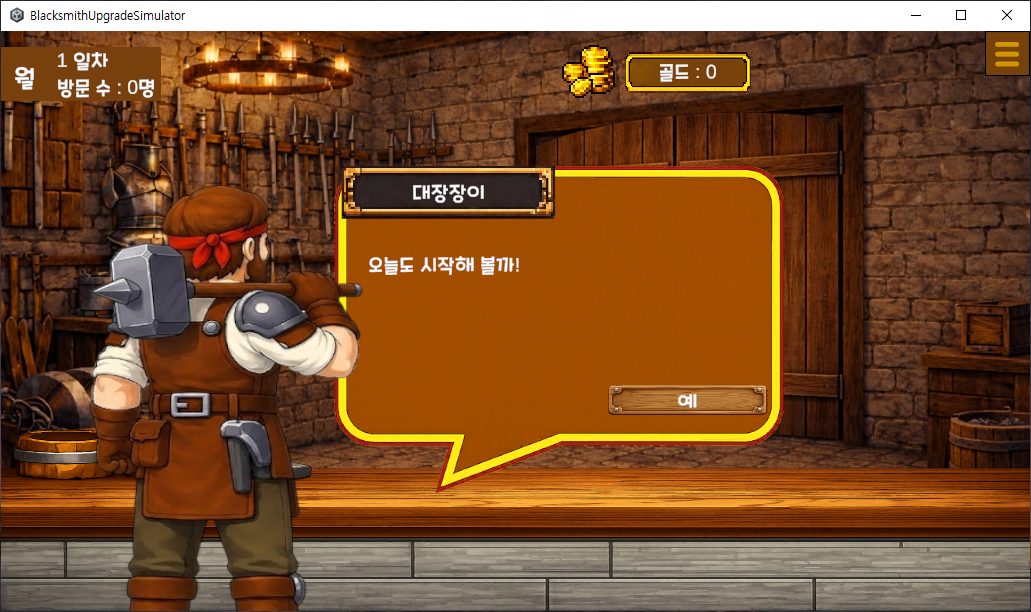 BlacksmithUpgradeSimulator
월
1 일차
방문 수 : 0명
골드 : 0
대장장이
오늘도 시작해 볼까!
예